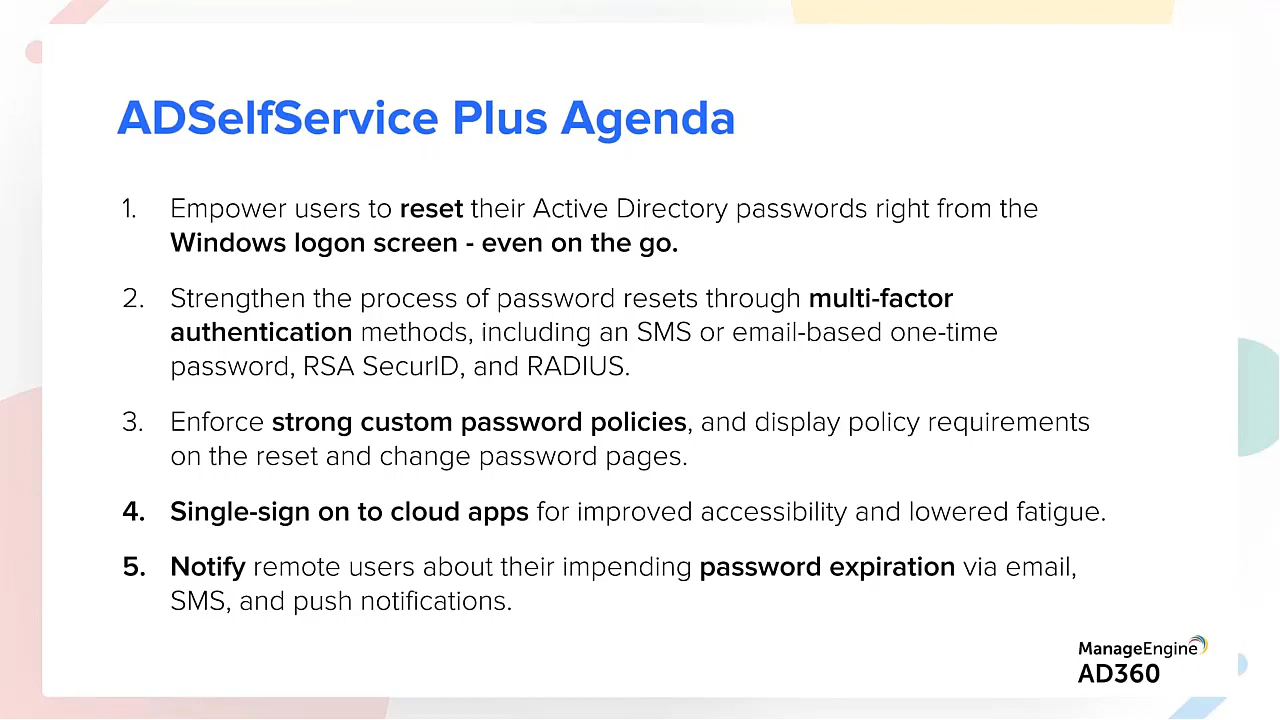 ADSelfService Plus Agenda
1. Empower users to reset their Active Directory passwords right from the
Windows logon screen - even on the go.
2. Strengthen the process of password resets through multi-factor
authentication methods, including an SMS or email-based one-time
password, RSA SecurID, and RADIUS.
3. Enforce strong custom password policies, and display policy requirements
on the reset and change password pages.
4. Single-sign on to cloud apps for improved accessibility and lowered fatigue.
5. Notify remote users about their impending password expiration via email,
SMS, and push notifications.
ManageEngine
AD360